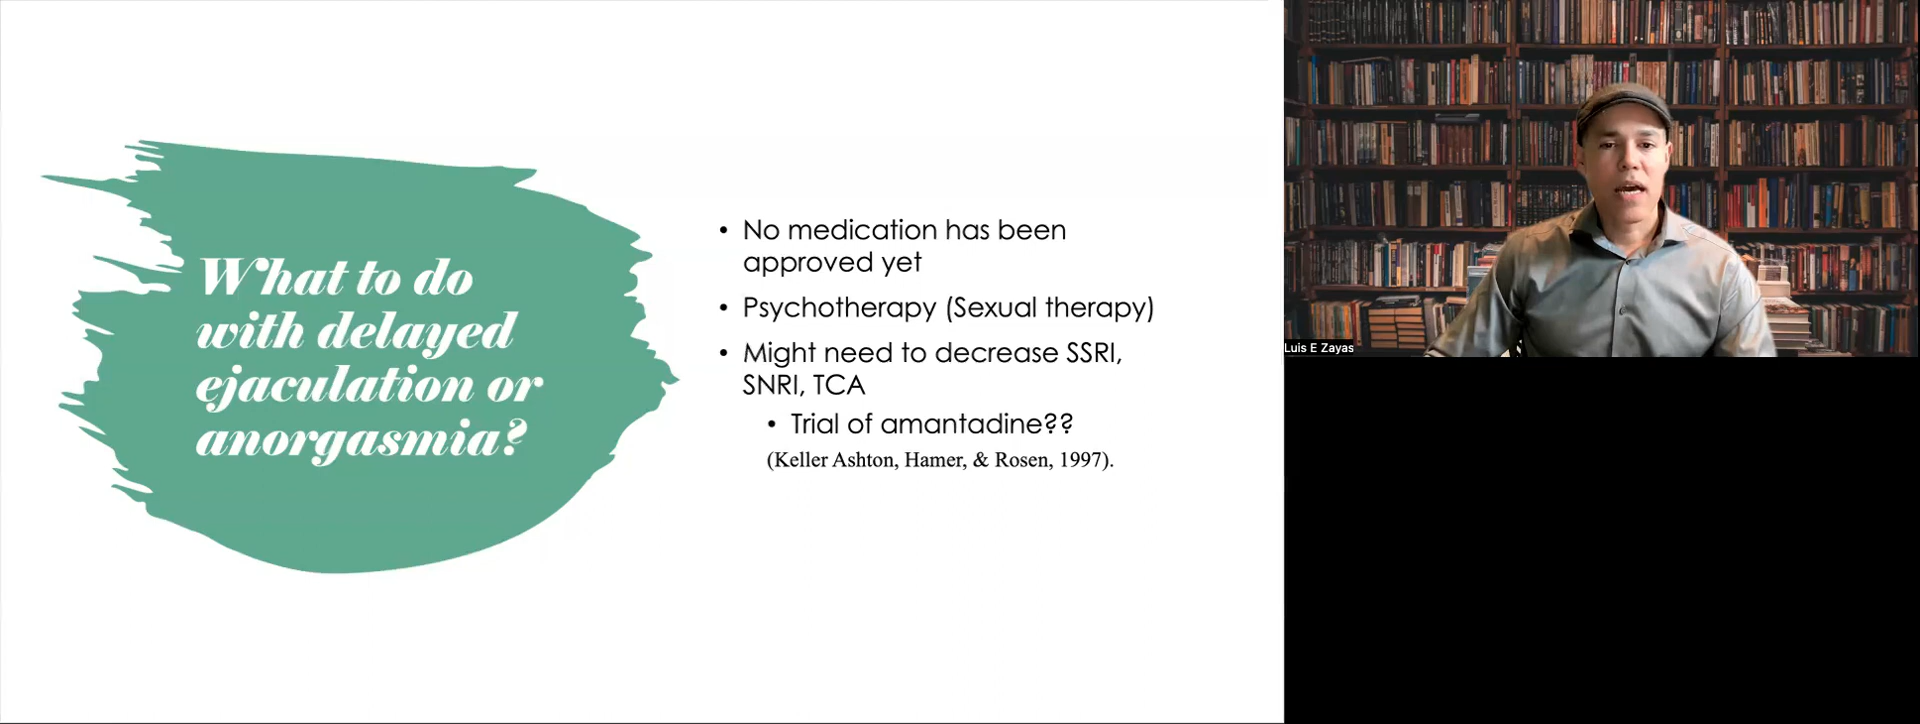 What to do
with delayed
ejaculation or
anorgasmia?
• No medication has been
approved yet
• Psychotherapy (Sexual therapy)
• Might need to decrease SSRI,
SNRI, TCA
• Trial of amantadine??
(Keller Ashton, Hamer, & Rosen, 1997).
Luis E Zayas